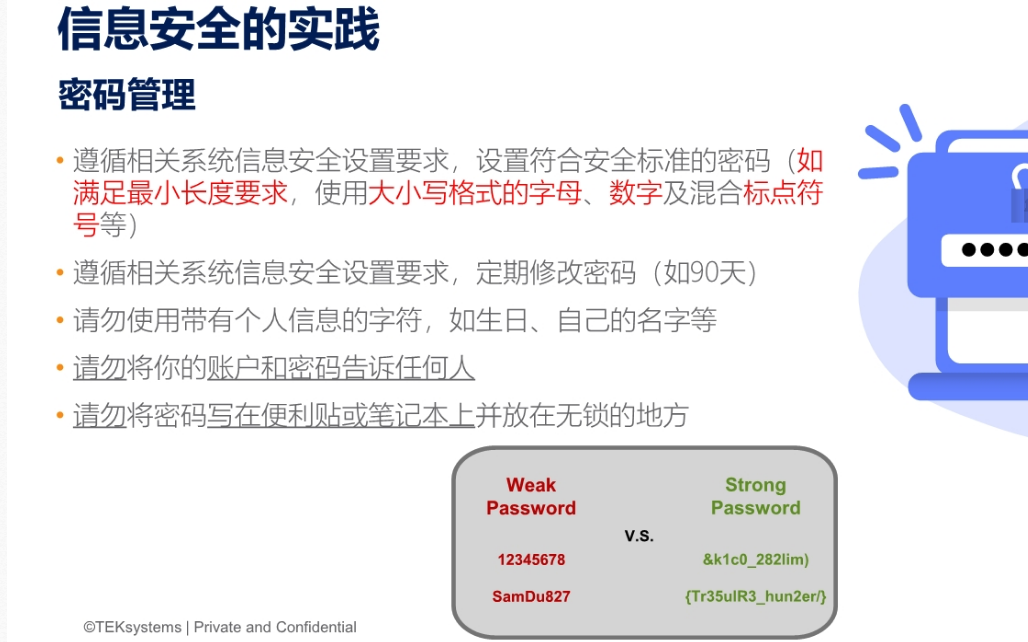 信息安全的实践
密码管理
• 遵循相关系统信息安全设置要求，设置符合安全标准的密码（如
满足最小长度要求，使用大小写格式的字母、数字及混合标点符
号等）
• 遵循相关系统信息安全设置要求，定期修改密码（如90天）
• 请勿使用带有个人信息的字符，如生日、自己的名字等
• 请勿将你的账户和密码告诉任何人
• 请勿将密码写在便利贴或笔记本上并放在无锁的地方
Weak
Password
Strong
Password
V.S.
12345678
&k1c0_282lim)
SamDu827
{Tr35ulR3_hun2er/}
©TEKsystems | Private and Confidential